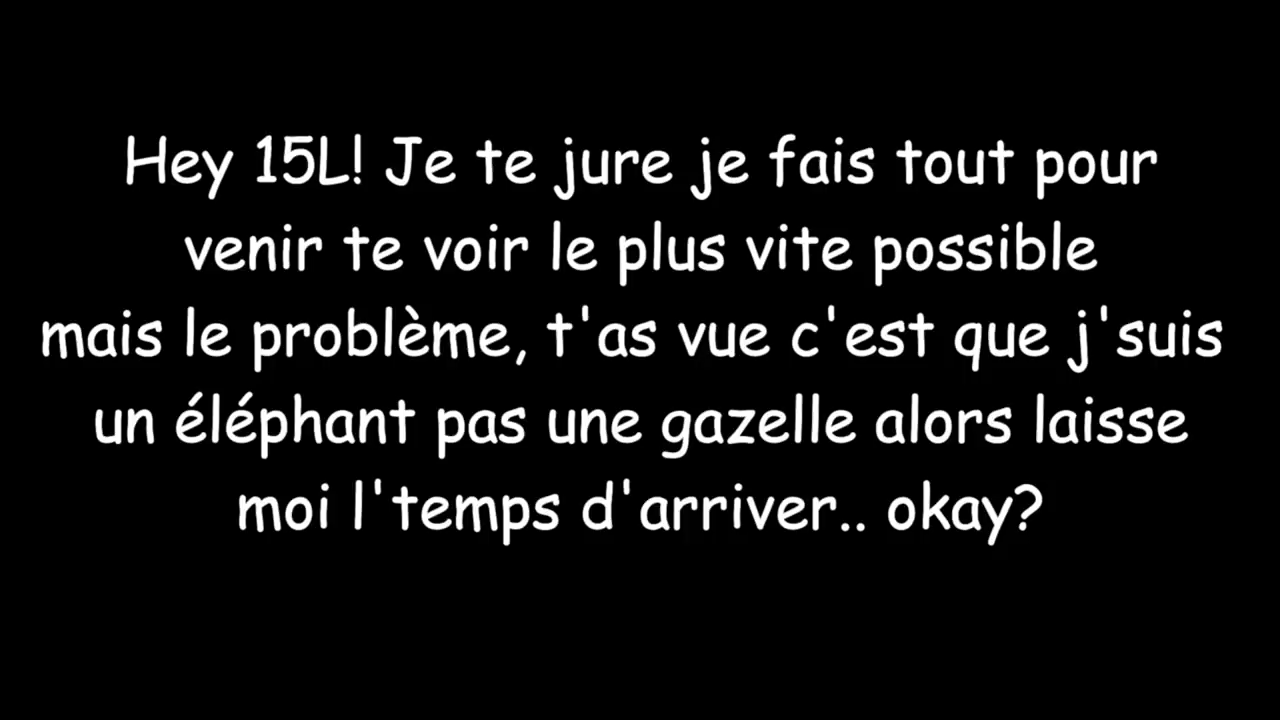 Hey 15L! Je te jure je fais tout pour
venir te voir le plus vite possible
mais le problème, t'as vue c'est que j'suis
un éléphant pas une gazelle alors laisse
moi l'temps d'arriver.. okay?